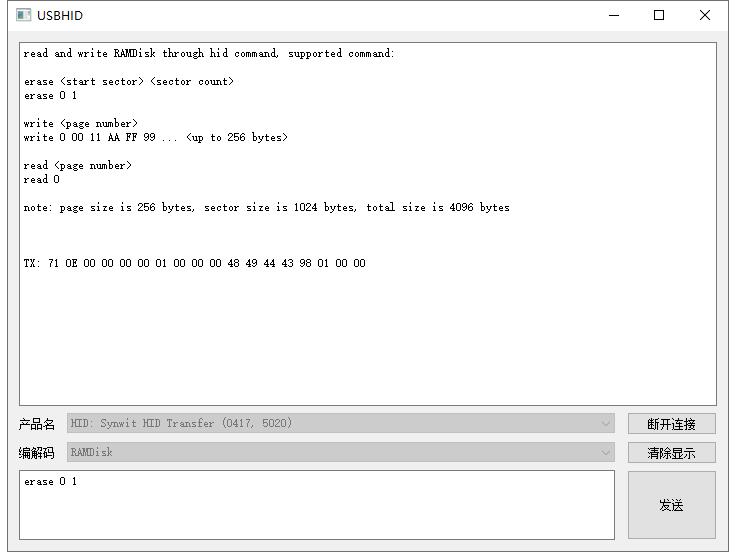 USBHID
read and write RAMDisk through hid command, supported command:
erase <start sector> <sector count>
erase 0 1
write <page number>
write 0 00 11 AA FF 99 ... <up to 256 bytes>
read <page number>
read 0
note: page size is 256 bytes, sector size is 1024 bytes, total size is 4096 bytes
TX: 71 0E 00 00 00 00 01 00 00 00 48 49 44 43 98 01 00 00
产品名 HID: Synwit HID Transfer (0417, 5020) 断开连接
编解码 RAMDisk 清除显示
erase 0 1
发送